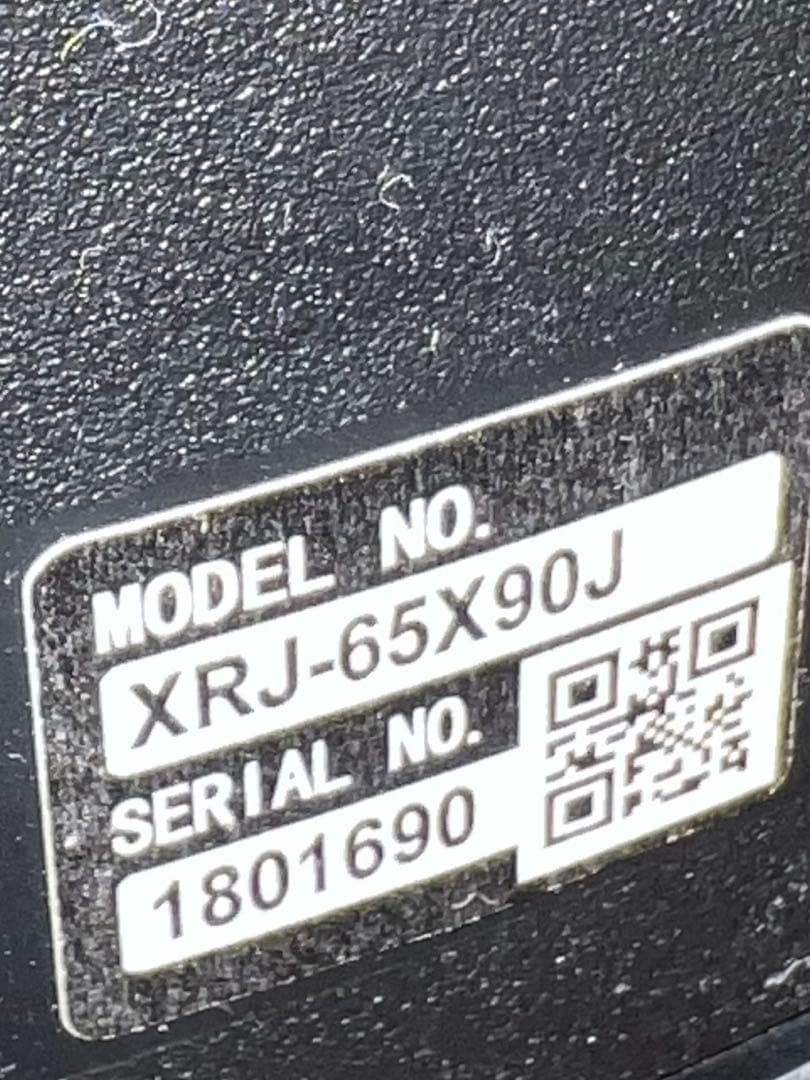 MODEL NO.
XRJ-65X90J
SERIAL NO.
1801690